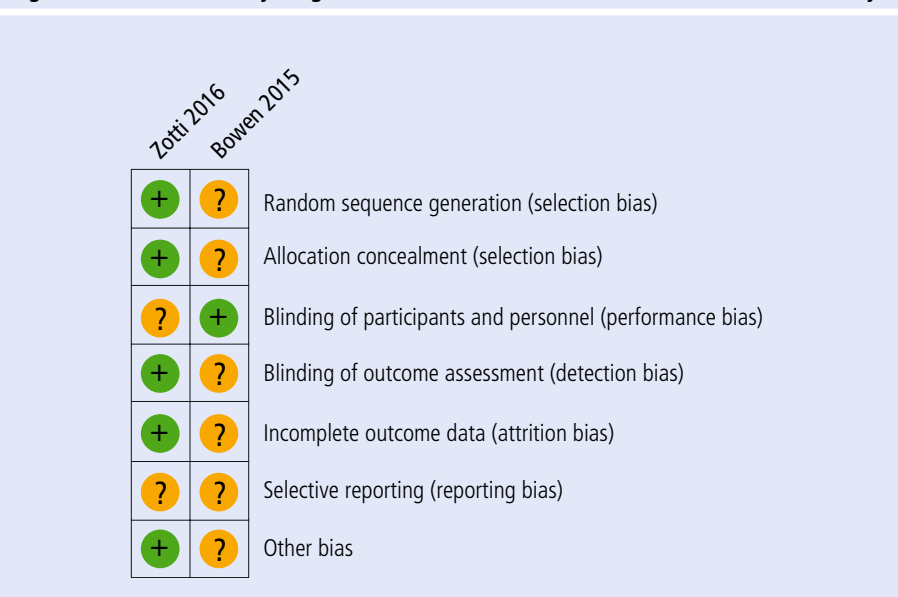 Zotti 2016
Bowen 2015
+ ? Random sequence generation (selection bias)
+ ? Allocation concealment (selection bias)
? + Blinding of participants and personnel (performance bias)
+ ? Blinding of outcome assessment (detection bias)
+ ? Incomplete outcome data (attrition bias)
? ? Selective reporting (reporting bias)
+ ? Other bias